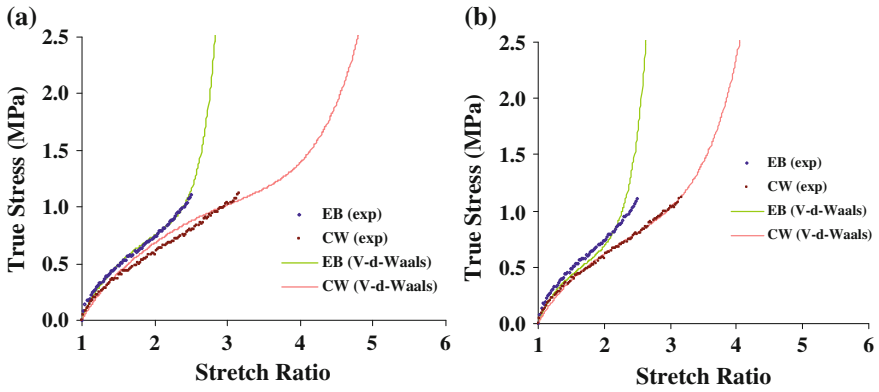 (a)
True Stress (MPa)
2.5
2.0
1.5
1.0
0.5
0.0
1 2 3 4 5 6
Stretch Ratio
EB (exp)
CW (exp)
EB (V-d-Waals)
CW (V-d-Waals)
(b)
True Stress (MPa)
2.5
2.0
1.5
1.0
0.5
0.0
1 2 3 4 5 6
Stretch Ratio
EB (exp)
CW (exp)
EB (V-d-Waals)
CW (V-d-Waals)